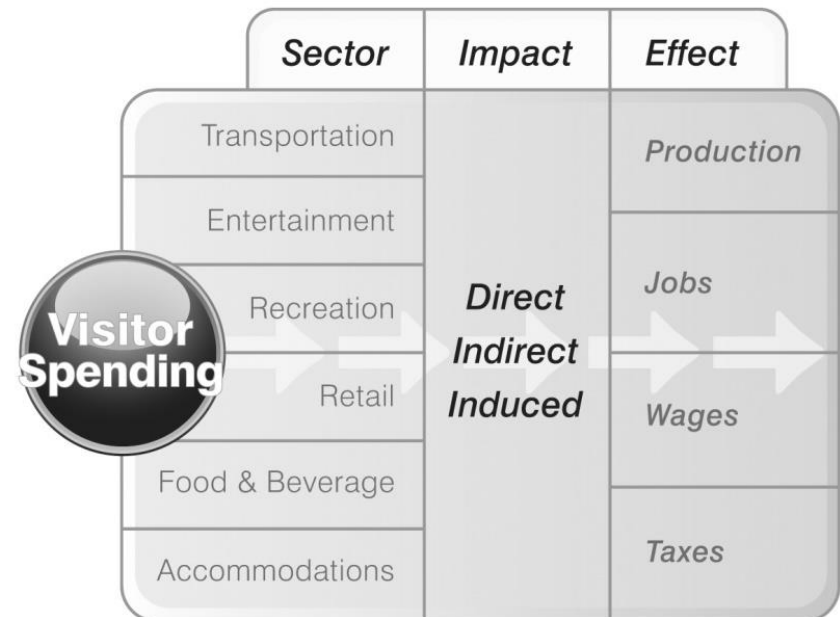 Sector
Impact
Effect
Visitor
Spending
Transportation
Entertainment
Recreation
Retail
Food & Beverage
Accommodations
Direct
Indirect
Induced
Production
Jobs
Wages
Taxes